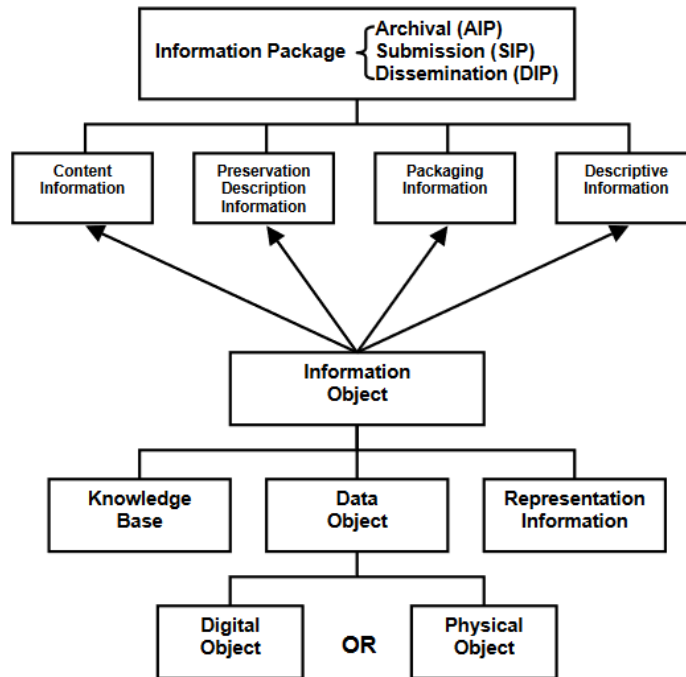 Information Package
Archival (AIP)
Submission (SIP)
Dissemination (DIP)
Content
Information
Preservation
Description
Information
Packaging
Information
Descriptive
Information
Information
Object
Knowledge
Base
Data
Object
Representation
Information
Digital
Object
OR
Physical
Object